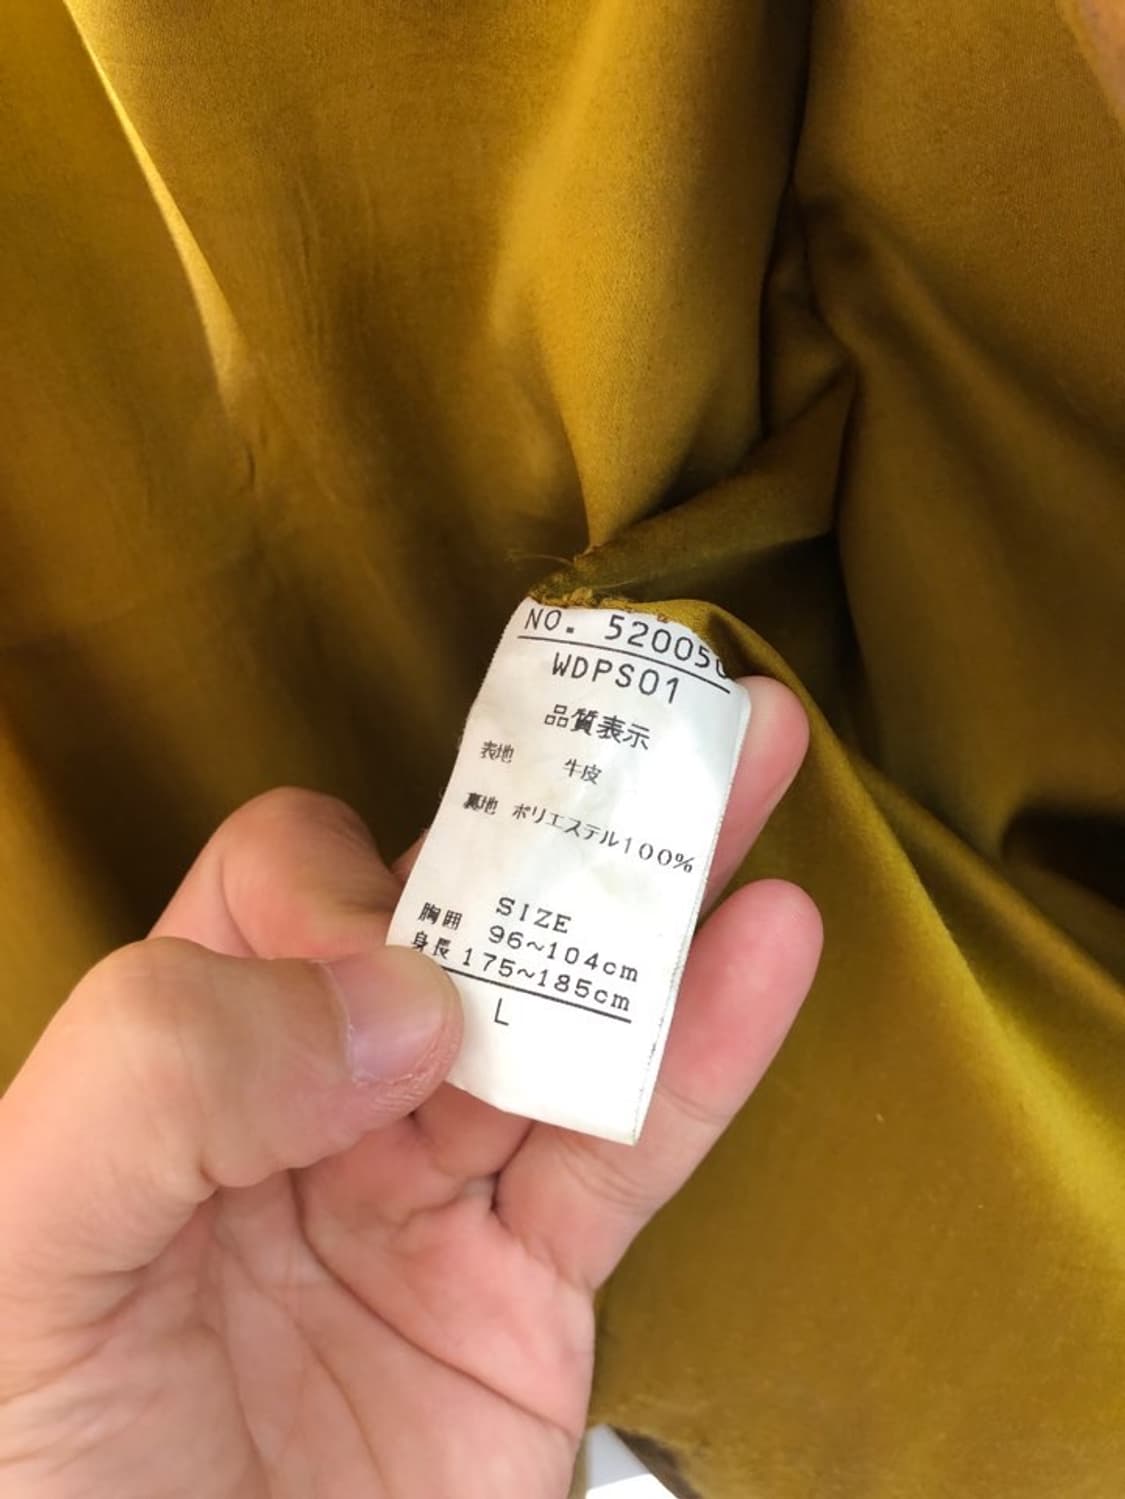 NO. 520050
WDPS01
品質表示
表地 牛皮
裏地 ポリエステル100%
SIZE
胸囲 96~104cm
身長 175~185cm
L